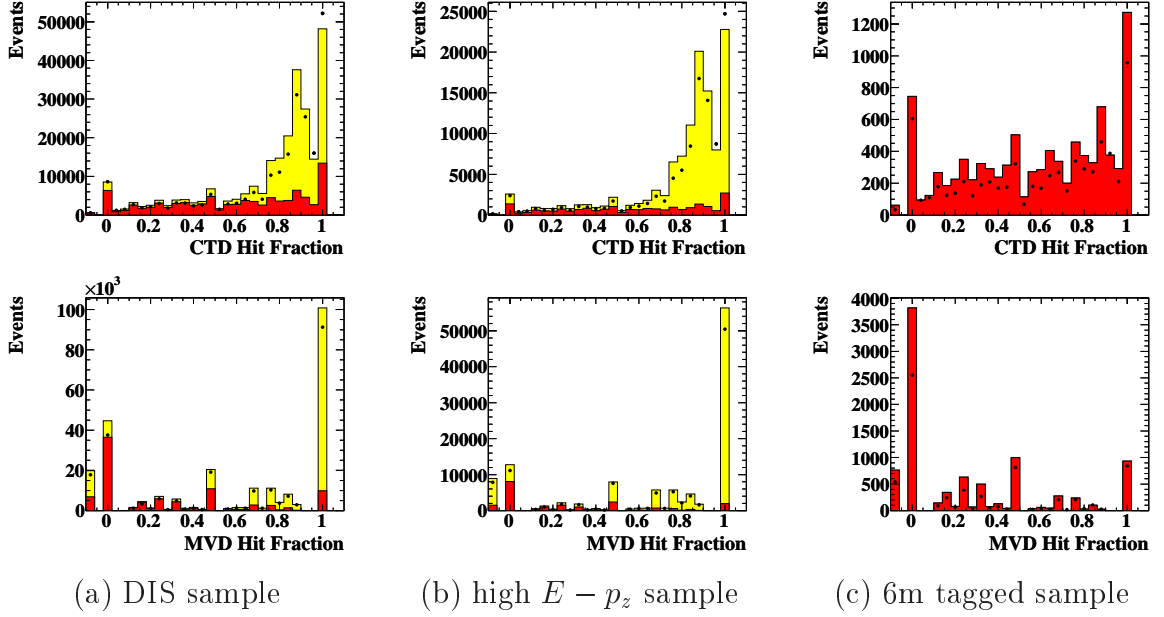 Events
50000
40000
30000
20000
10000
0
0 0.2 0.4 0.6 0.8 1
CTD Hit Fraction
Events
25000
20000
15000
10000
5000
0
0 0.2 0.4 0.6 0.8 1
CTD Hit Fraction
Events
1200
1000
800
600
400
200
0
0 0.2 0.4 0.6 0.8 1
CTD Hit Fraction
×10³
Events
100
80
60
40
20
0
0 0.2 0.4 0.6 0.8 1
MVD Hit Fraction
Events
50000
40000
30000
20000
10000
0
0 0.2 0.4 0.6 0.8 1
MVD Hit Fraction
Events
4000
3500
3000
2500
2000
1500
1000
500
0
0 0.2 0.4 0.6 0.8 1
MVD Hit Fraction
(a) DIS sample
(b) high E − p_z sample
(c) 6m tagged sample